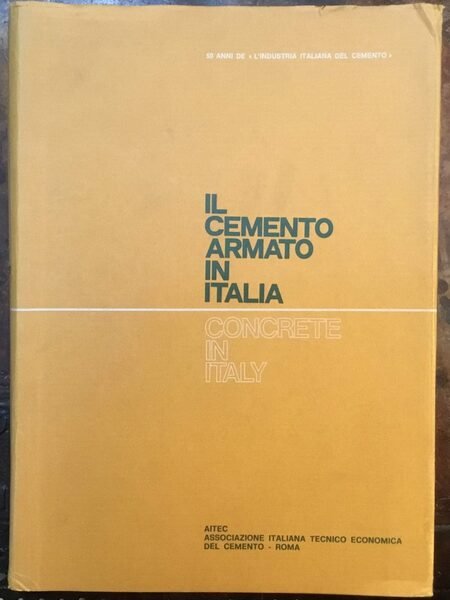 50 ANNI DE « L'INDUSTRIA ITALIANA DEL CEMENTO »
IL
CEMENTO
ARMATO
IN
ITALIA
CONCRETE
IN
ITALY
AITEC
ASSOCIAZIONE ITALIANA TECNICO ECONOMICA
DEL CEMENTO - ROMA